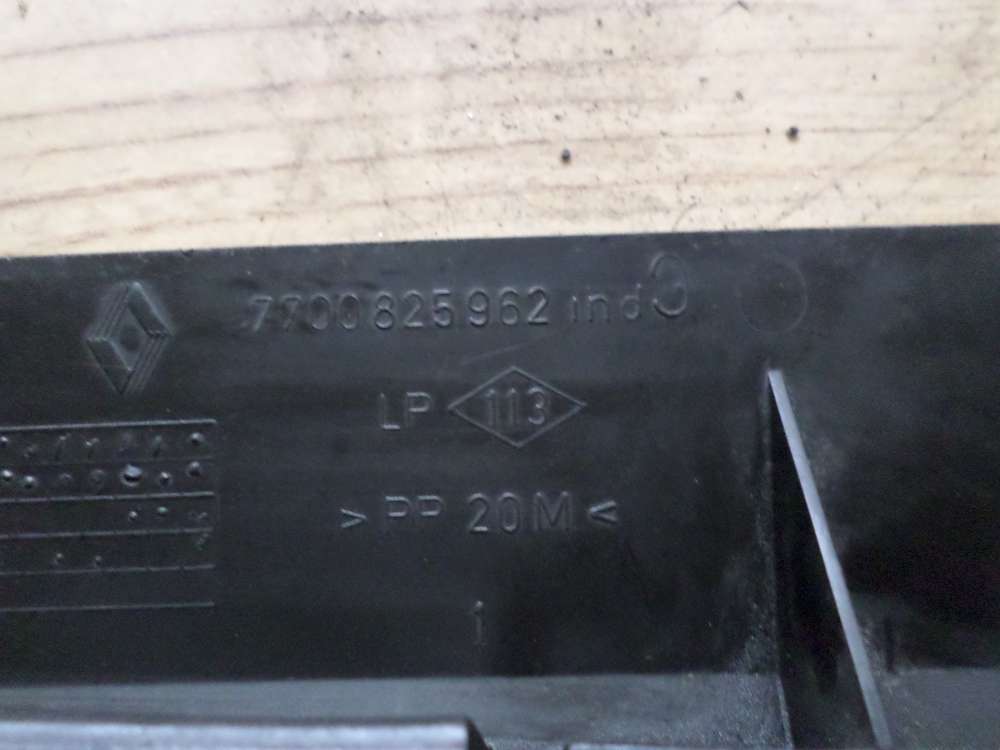 7700825962 ind
LP 113
> PP 20M <
1